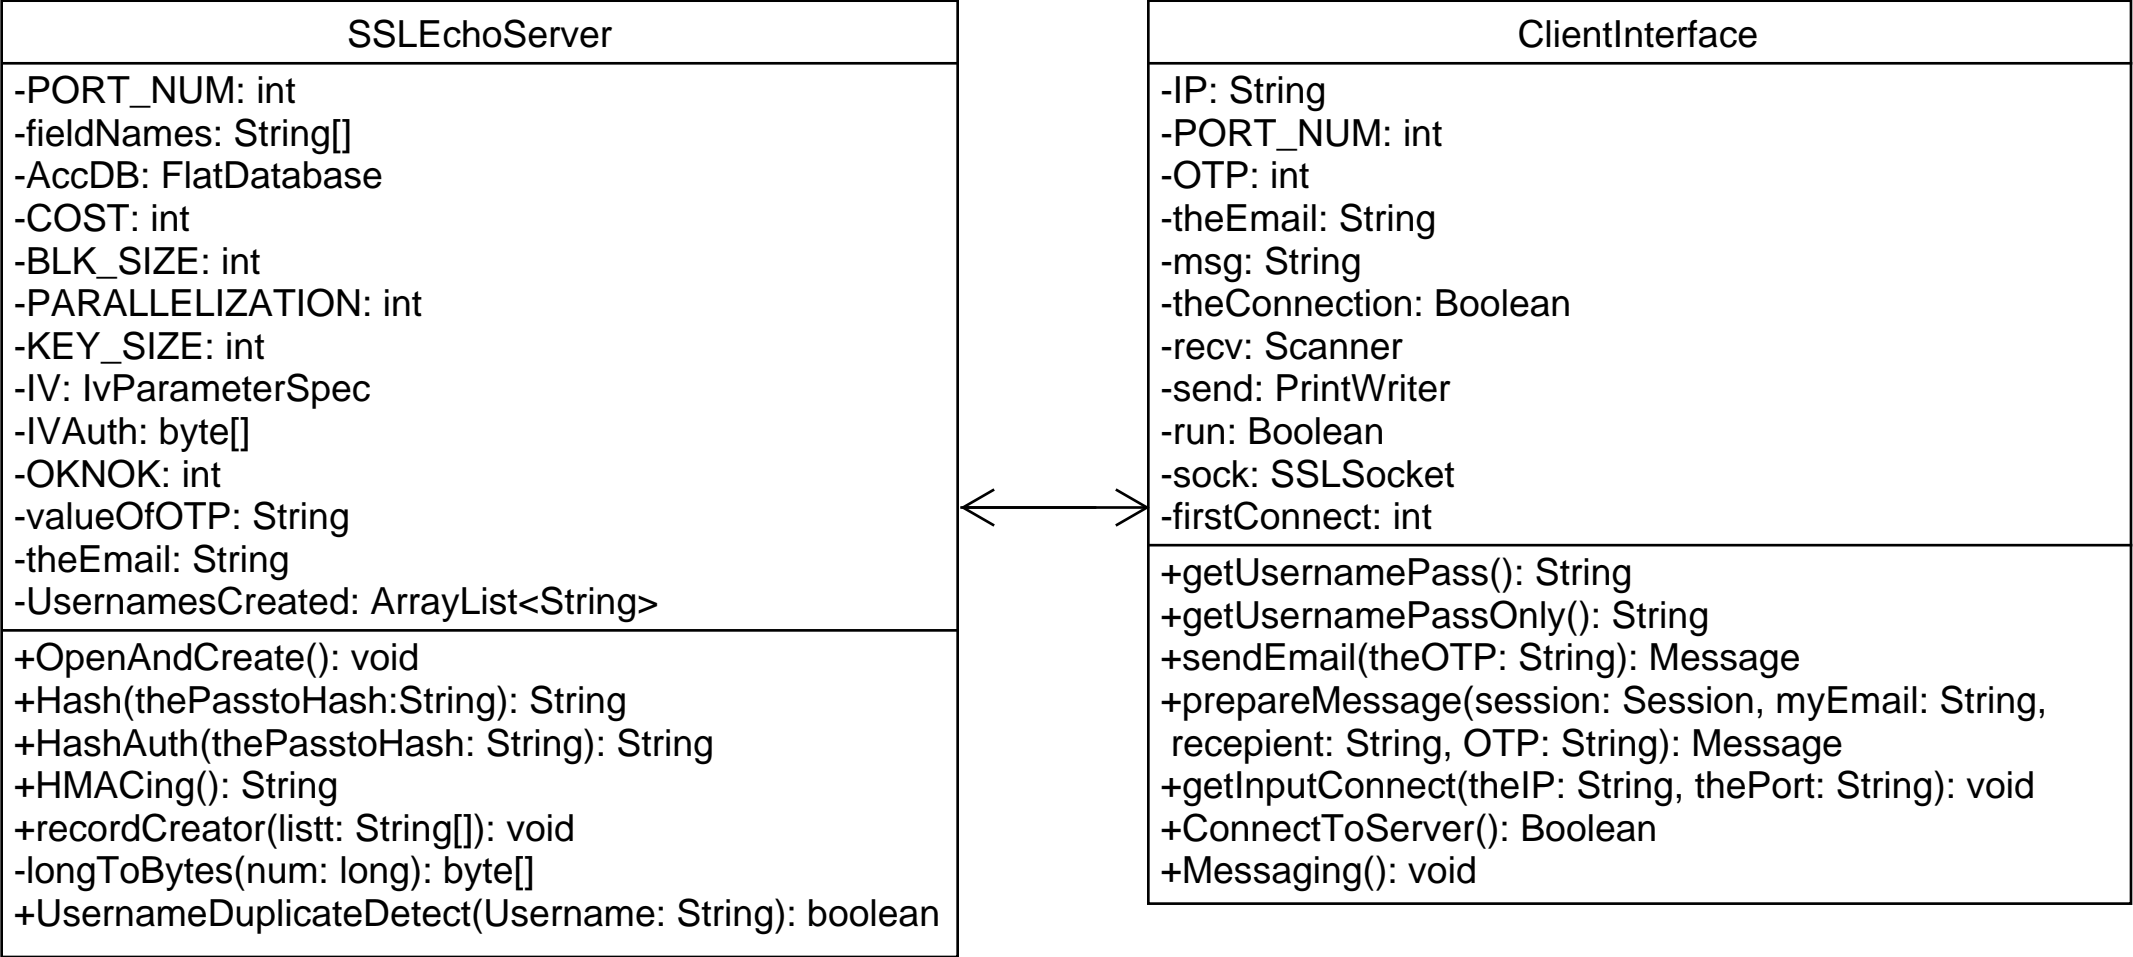 SSLEchoServer
-PORT_NUM: int
-fieldNames: String[]
-AccDB: FlatDatabase
-COST: int
-BLK_SIZE: int
-PARALLELIZATION: int
-KEY_SIZE: int
-IV: IvParameterSpec
-IVAuth: byte[]
-OKNOK: int
-valueOfOTP: String
-theEmail: String
-UsernamesCreated: ArrayList<String>
+OpenAndCreate(): void
+Hash(thePasstoHash:String): String
+HashAuth(thePasstoHash: String): String
+HMACing(): String
+recordCreator(listt: String[]): void
-longToBytes(num: long): byte[]
+UsernameDuplicateDetect(Username: String): boolean
ClientInterface
-IP: String
-PORT_NUM: int
-OTP: int
-theEmail: String
-msg: String
-theConnection: Boolean
-recv: Scanner
-send: PrintWriter
-run: Boolean
-sock: SSLSocket
-firstConnect: int
+getUsernamePass(): String
+getUsernamePassOnly(): String
+sendEmail(theOTP: String): Message
+prepareMessage(session: Session, myEmail: String,
recepient: String, OTP: String): Message
+getInputConnect(theIP: String, thePort: String): void
+ConnectToServer(): Boolean
+Messaging(): void